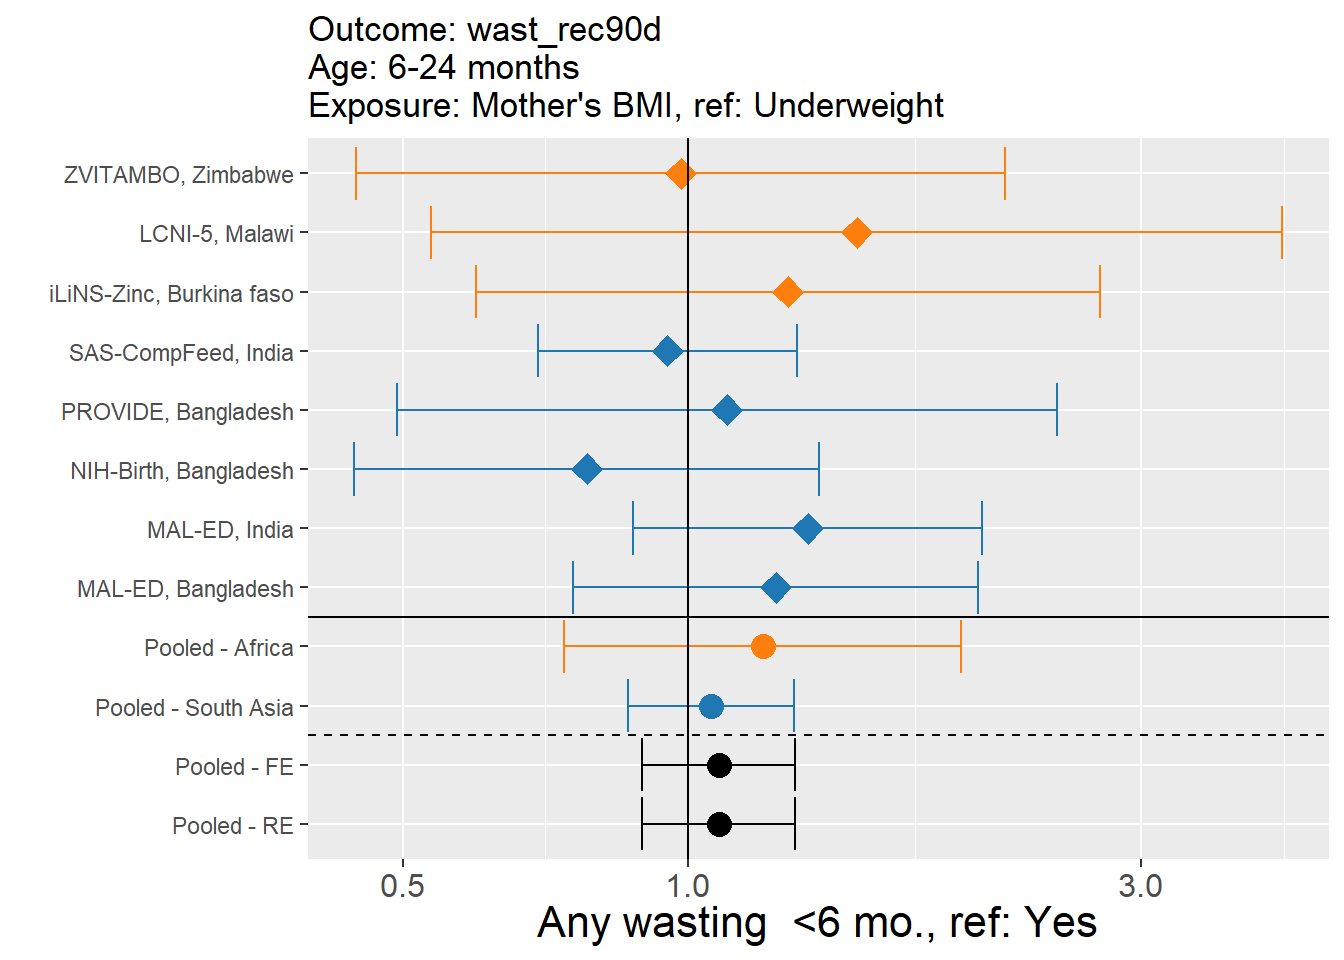 Outcome: wast_rec90d
Age: 6-24 months
Exposure: Mother's BMI, ref: Underweight
ZVITAMBO, Zimbabwe
LCNI-5, Malawi
iLiNS-Zinc, Burkina faso
SAS-CompFeed, India
PROVIDE, Bangladesh
NIH-Birth, Bangladesh
MAL-ED, India
MAL-ED, Bangladesh
Pooled - Africa
Pooled - South Asia
Pooled - FE
Pooled - RE
0.5 1.0 3.0
Any wasting  <6 mo., ref: Yes